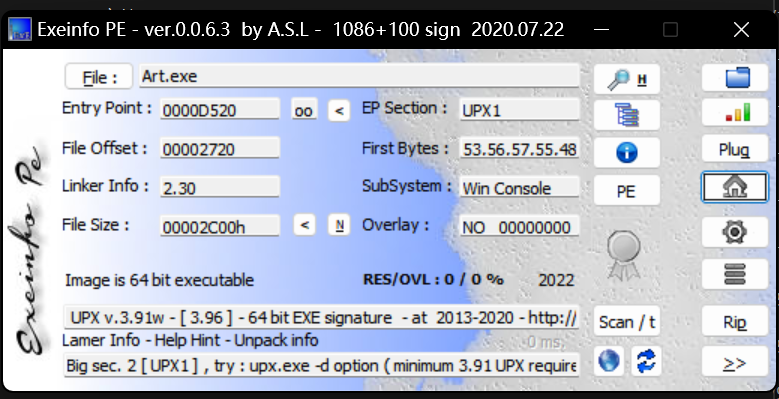 Exeinfo PE - ver.0.0.6.3 by A.S.L - 1086+100 sign 2020.07.22
File : Art.exe H
Entry Point : 0000D520 oo < EP Section : UPX1
File Offset : 00002720 First Bytes : 53.56.57.55.48 Plug
Linker Info : 2.30 SubSystem : Win Console PE
File Size : 00002C00h < N Overlay : NO 00000000
Image is 64 bit executable RES/OVL : 0 / 0 % 2022
UPX v.3.91w - [ 3.96 ] - 64 bit EXE signature - at 2013-2020 - http:// Scan / t Rip
Lamer Info - Help Hint - Unpack info -0 ms.
Big sec. 2 [ UPX1 ] , try : upx.exe -d option ( minimum 3.91 UPX require >>
Exeinfo Pe